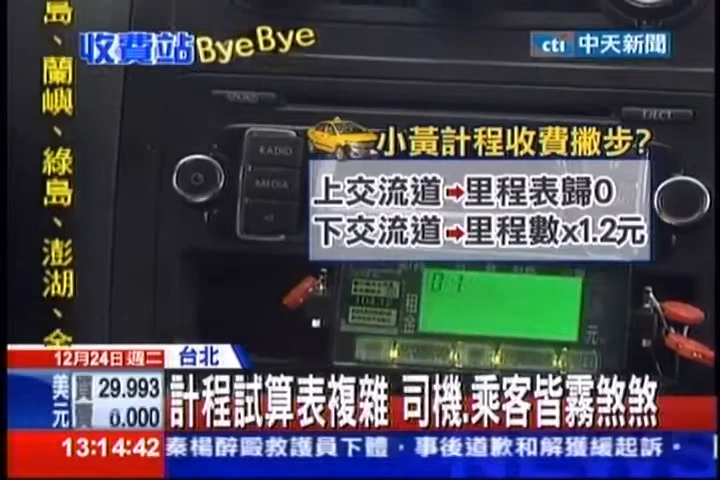 收費站ByeBye
cti 中天新聞
島、蘭嶼、綠島、澎湖、金
RADIO
MEDIA
EJECT
小黃計程收費撇步?
上交流道➡里程表歸0
下交流道➡里程數x1.2元
元
12月24日 週二
台北
美元
買 29.993
賣 0.000
計程試算表複雜 司機.乘客皆霧煞煞
13:14:42
秦楊醉毆救護員下體，事後道歉和解獲緩起訴。
NEWS